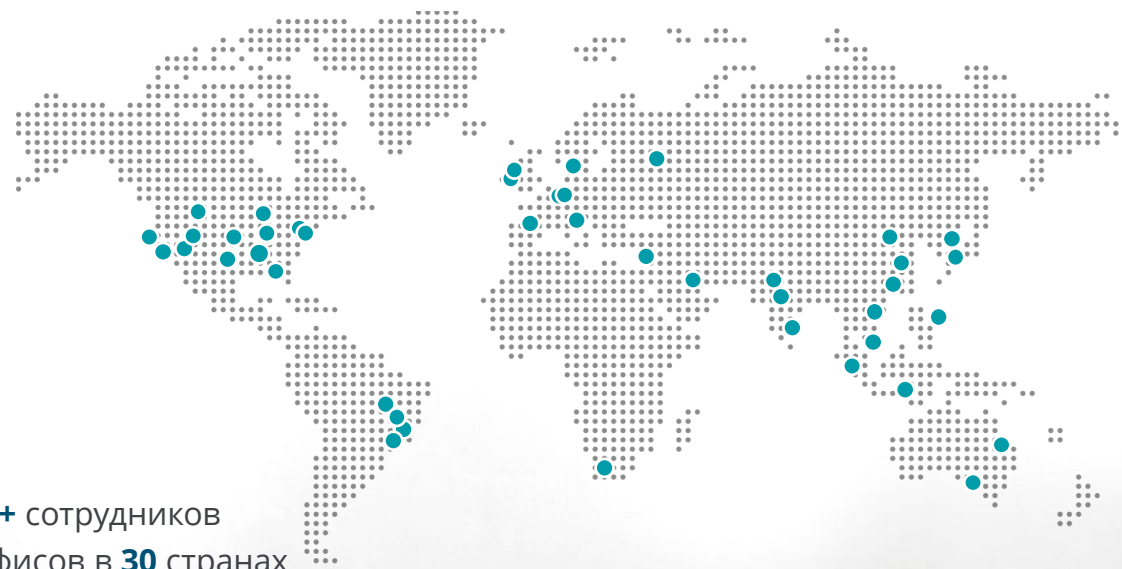 + сотрудников
фисов в 30 странах